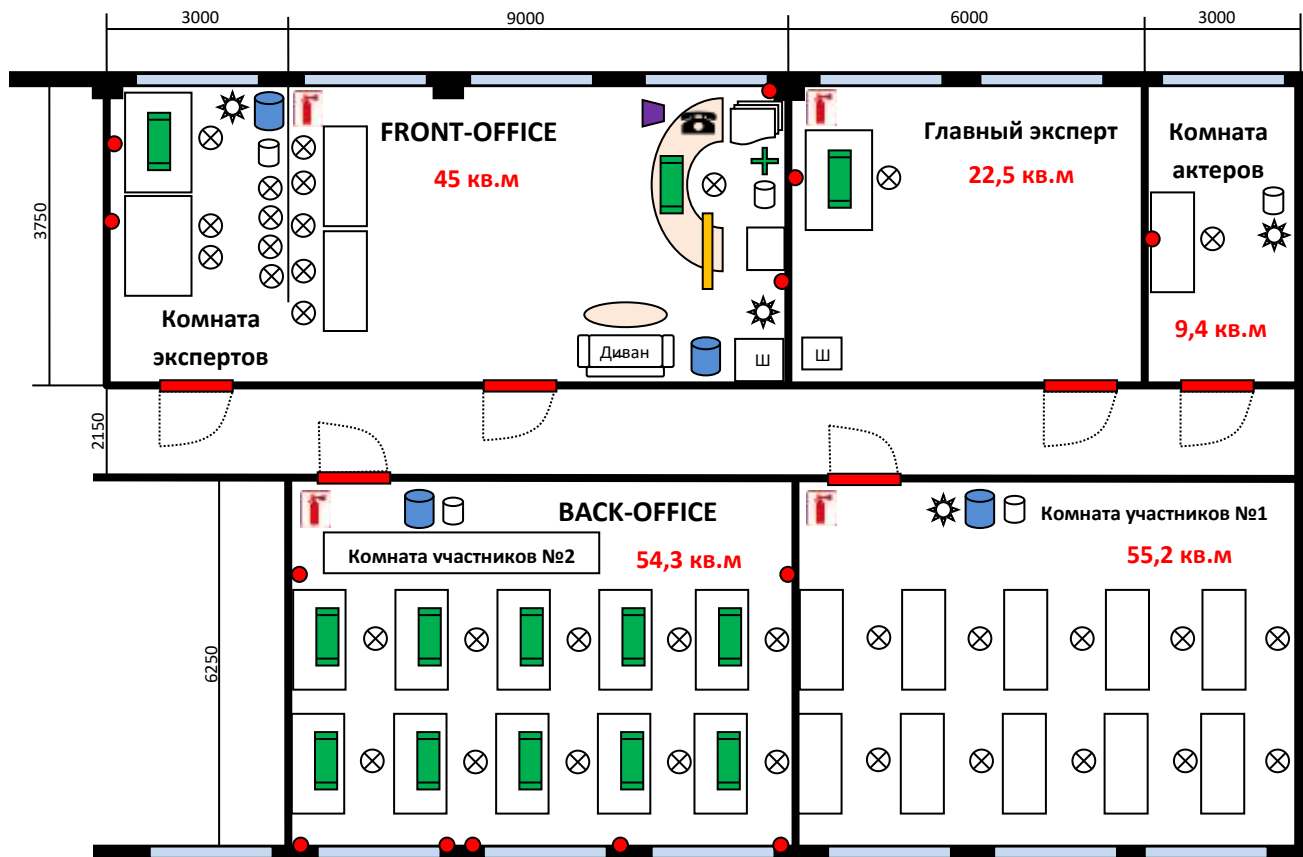 3000
9000
6000
3000
FRONT-OFFICE
45 кв.м
Главный эксперт
22,5 кв.м
Комната
актеров
9,4 кв.м
3750
Комната
экспертов
Диван
Ш
Ш
2150
BACK-OFFICE
Комната участников №2
54,3 кв.м
Комната участников №1
55,2 кв.м
6250